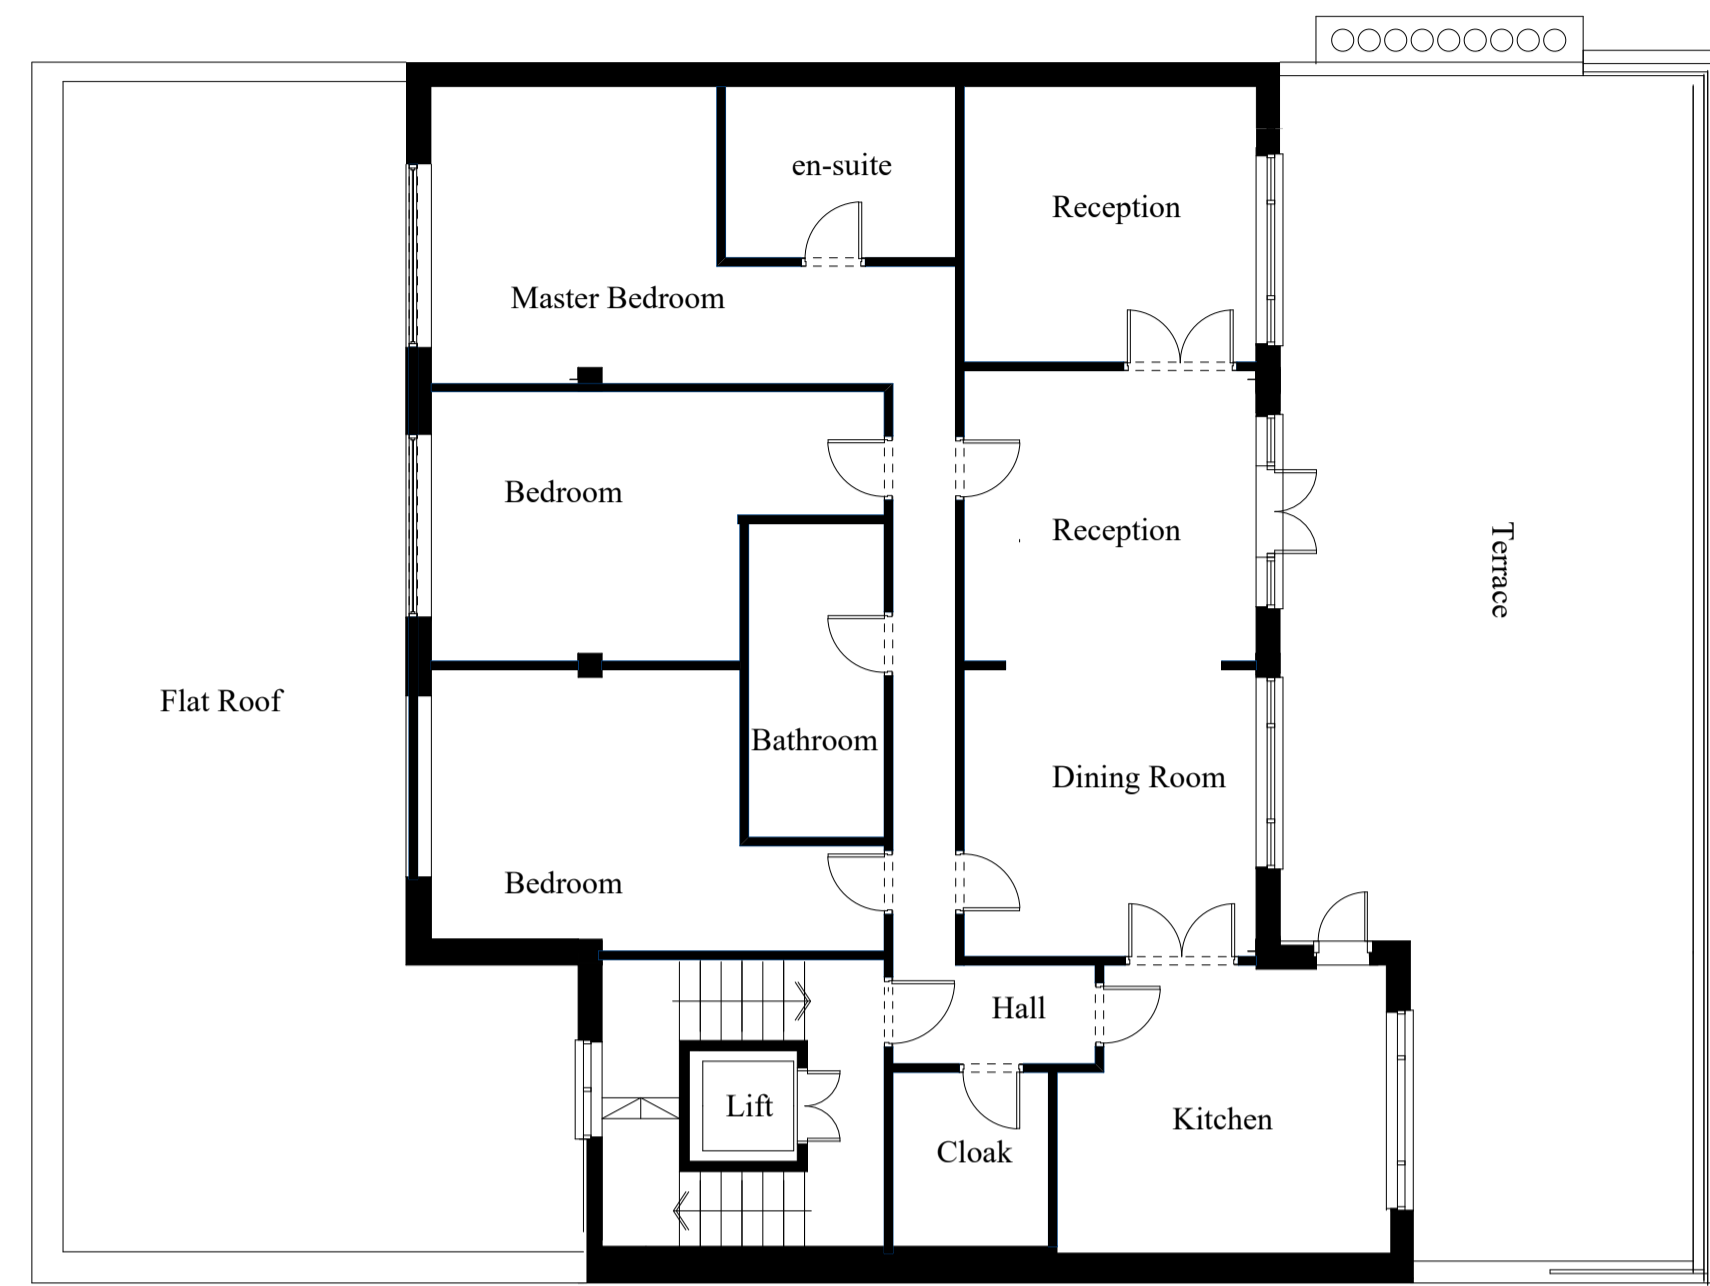 en-suite
Reception
Master Bedroom
Bedroom
Reception
Terrace
Flat Roof
Bathroom
Dining Room
Bedroom
Hall
Lift
Kitchen
Cloak